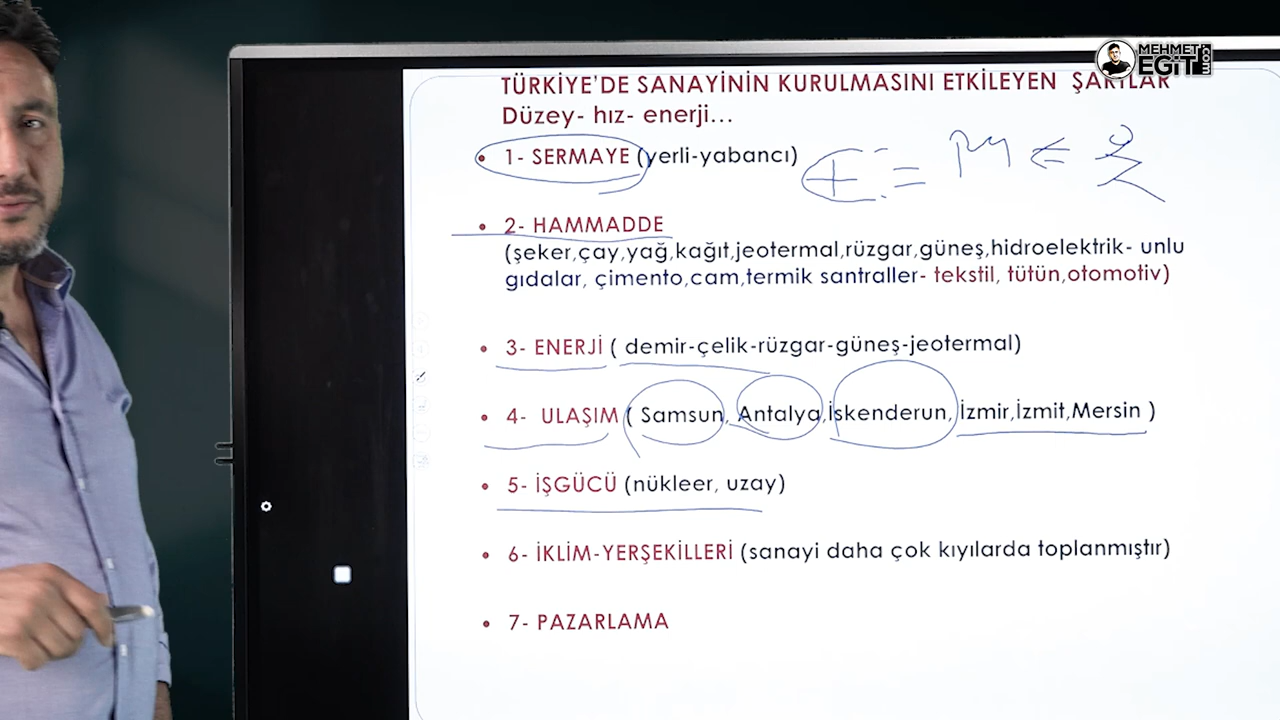 MEHMET
EĞİT .com
TÜRKİYE'DE SANAYİNİN KURULMASINI ETKİLEYEN ŞARTLAR
Düzey- hız- enerji...
1- SERMAYE (yerli-yabancı)
2- HAMMADDE
(şeker,çay,yağ,kağıt,jeotermal,rüzgar,güneş,hidroelektrik- unlu
gıdalar, çimento,cam,termik santraller- tekstil, tütün,otomotiv)
3- ENERJİ ( demir-çelik-rüzgar-güneş-jeotermal)
4- ULAŞIM ( Samsun, Antalya,İskenderun, İzmir,İzmit,Mersin )
5- İŞGÜCÜ (nükleer, uzay)
6- İKLİM-YERŞEKİLLERİ (sanayi daha çok kıyılarda toplanmıştır)
7- PAZARLAMA